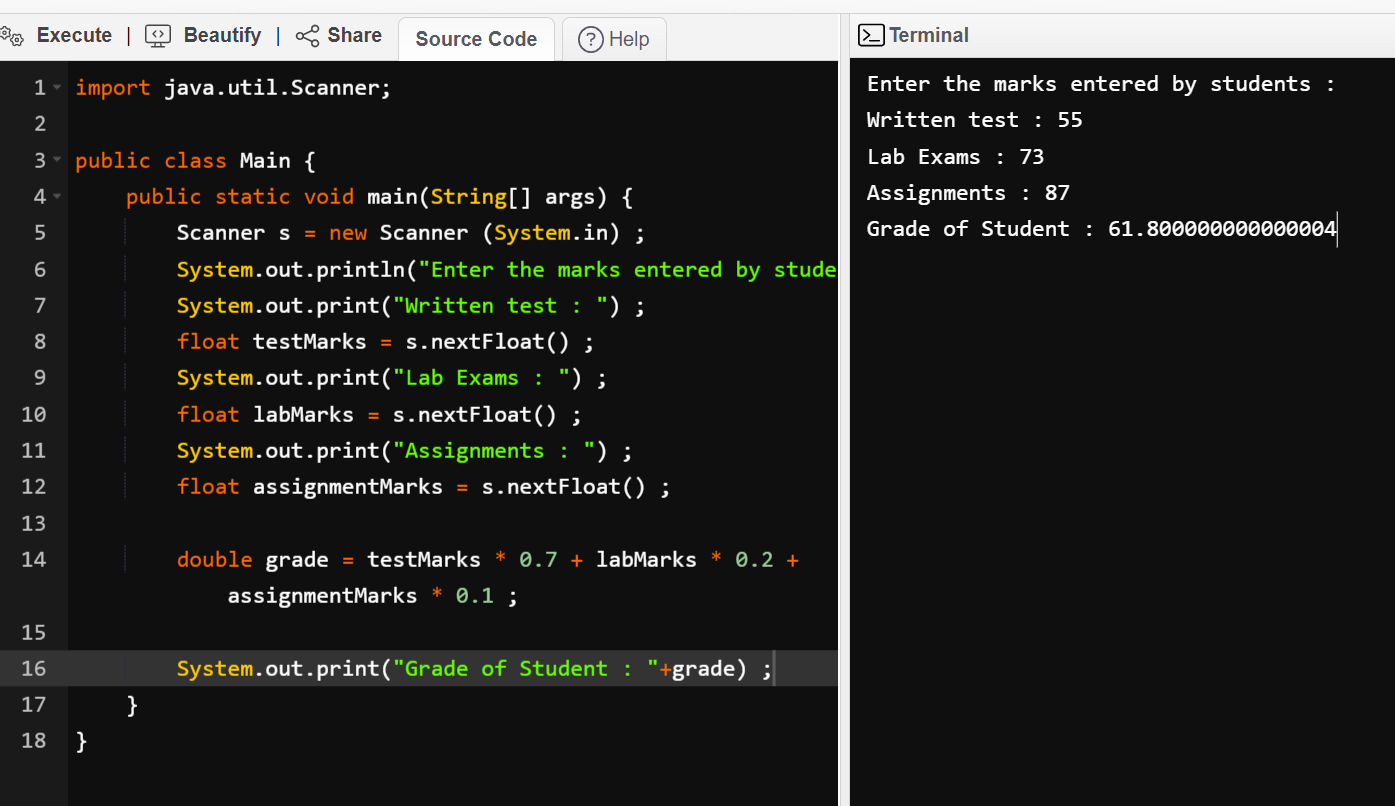 Execute | Beautify | Share Source Code Help
1 import java.util.Scanner;
2
3 public class Main {
4 public static void main(String[] args) {
5 Scanner s = new Scanner (System.in) ;
6 System.out.println("Enter the marks entered by stude
7 System.out.print("Written test : ") ;
8 float testMarks = s.nextFloat() ;
9 System.out.print("Lab Exams : ") ;
10 float labMarks = s.nextFloat() ;
11 System.out.print("Assignments : ") ;
12 float assignmentMarks = s.nextFloat() ;
13
14 double grade = testMarks * 0.7 + labMarks * 0.2 +
assignmentMarks * 0.1 ;
15
16 System.out.print("Grade of Student : "+grade) ;
17 }
18 }
Terminal
Enter the marks entered by students :
Written test : 55
Lab Exams : 73
Assignments : 87
Grade of Student : 61.800000000000004